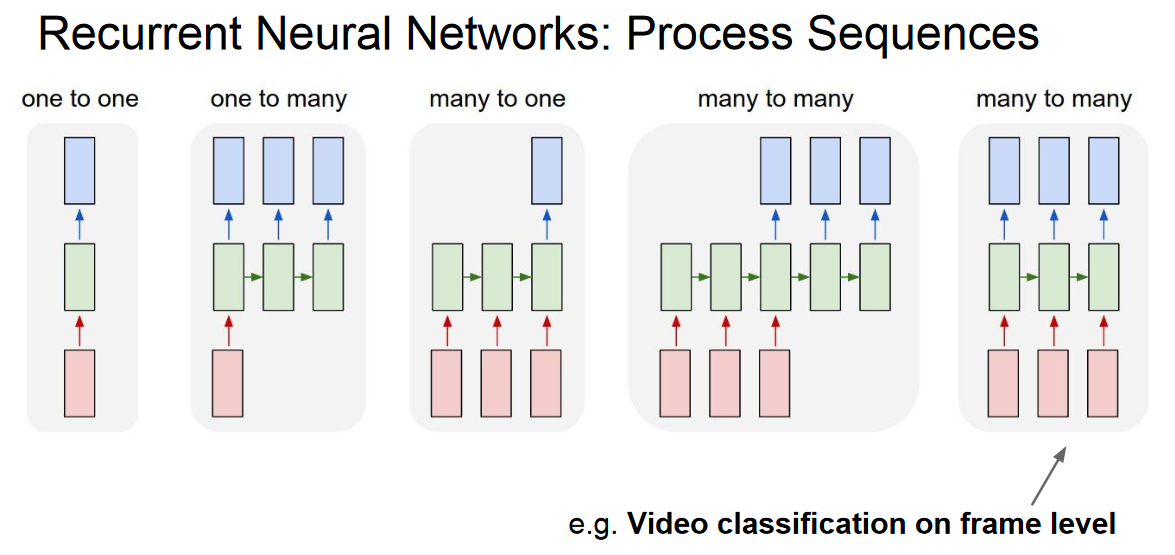 Recurrent Neural Networks: Process Sequences
one to one
one to many
many to one
many to many
many to many
e.g. Video classification on frame level